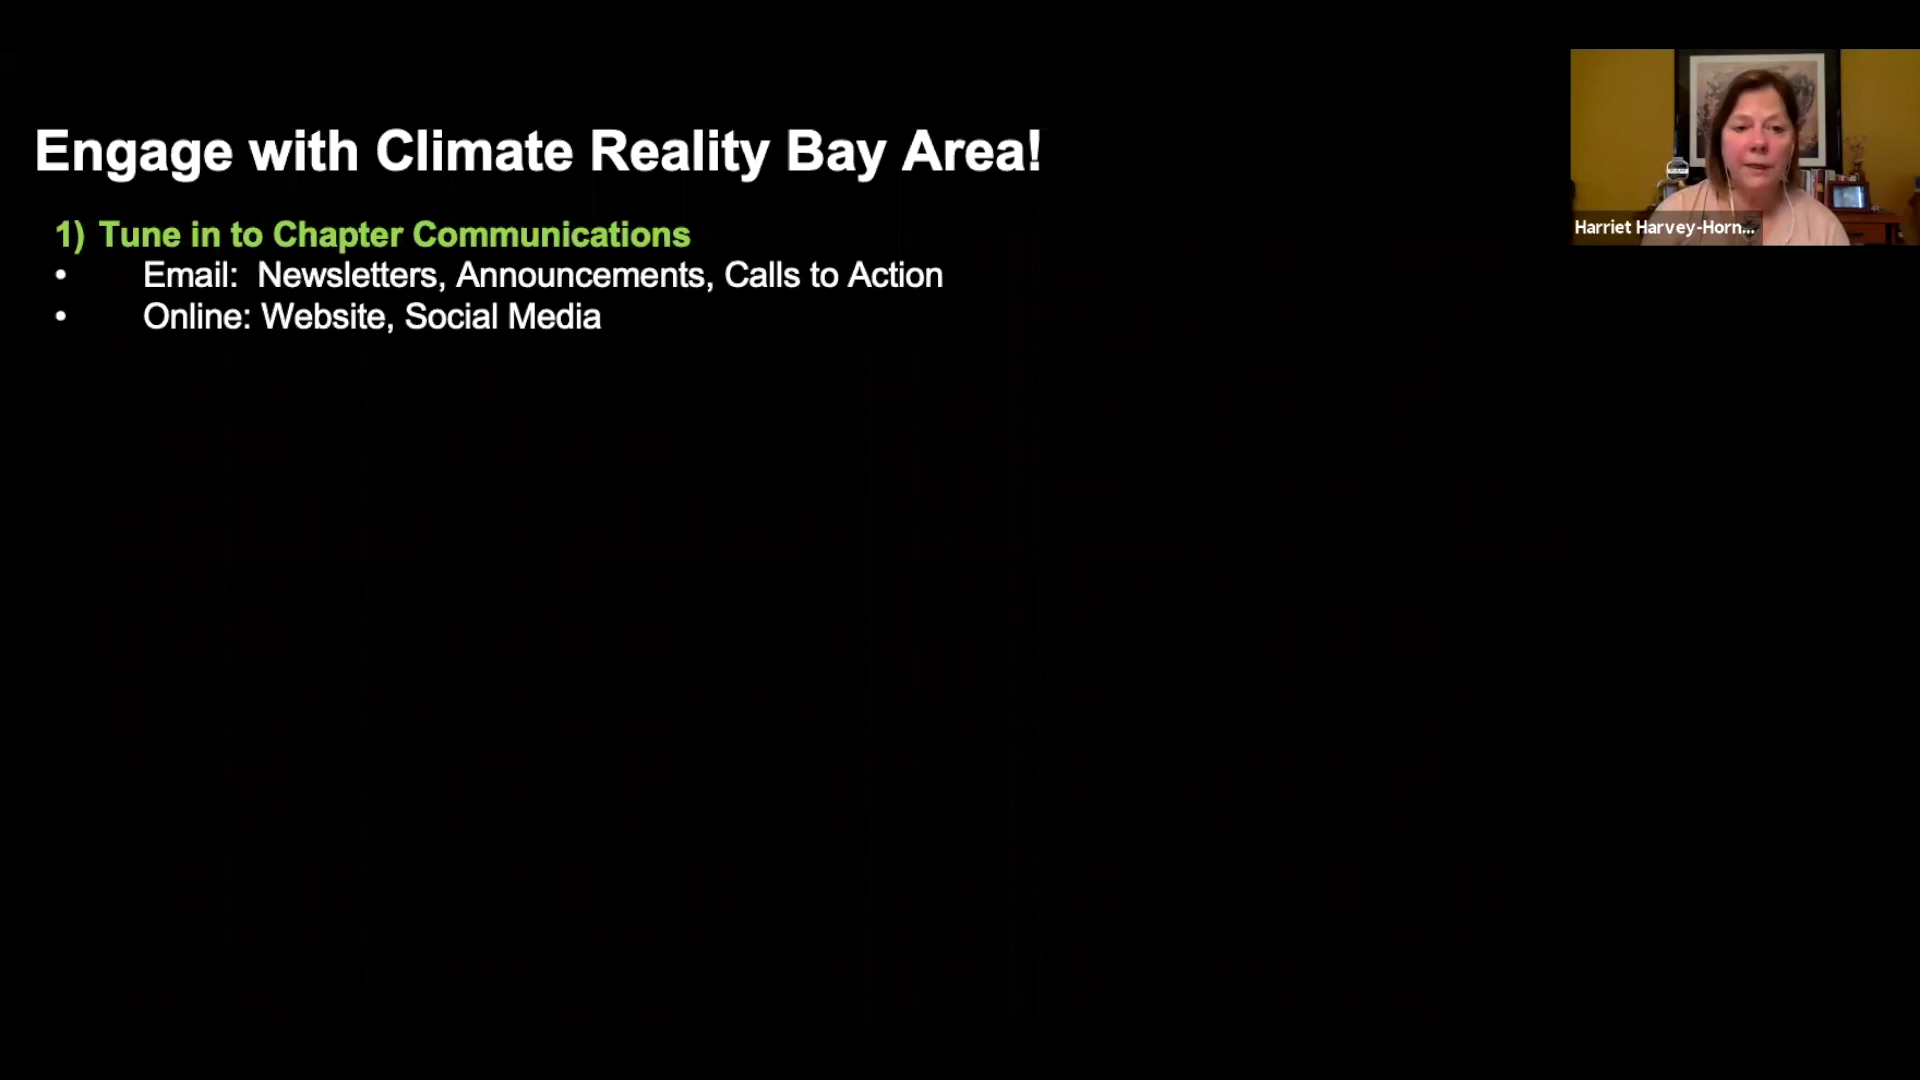 Engage with Climate Reality Bay Area!
1) Tune in to Chapter Communications
• Email: Newsletters, Announcements, Calls to Action
• Online: Website, Social Media
Harriet Harvey-Horn...